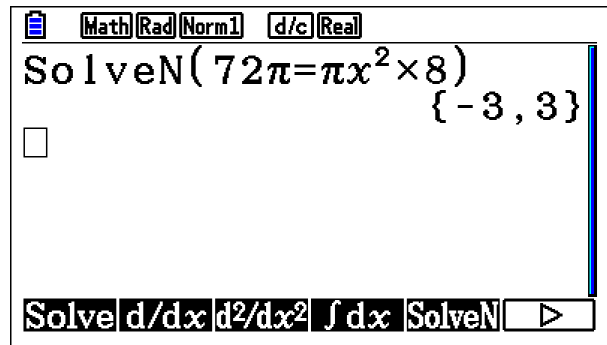 Math Rad Norm1 d/c Real
SolveN(72π=πx²×8)
{-3,3}
Solve d/dx d²/dx² ∫dx SolveN ▷